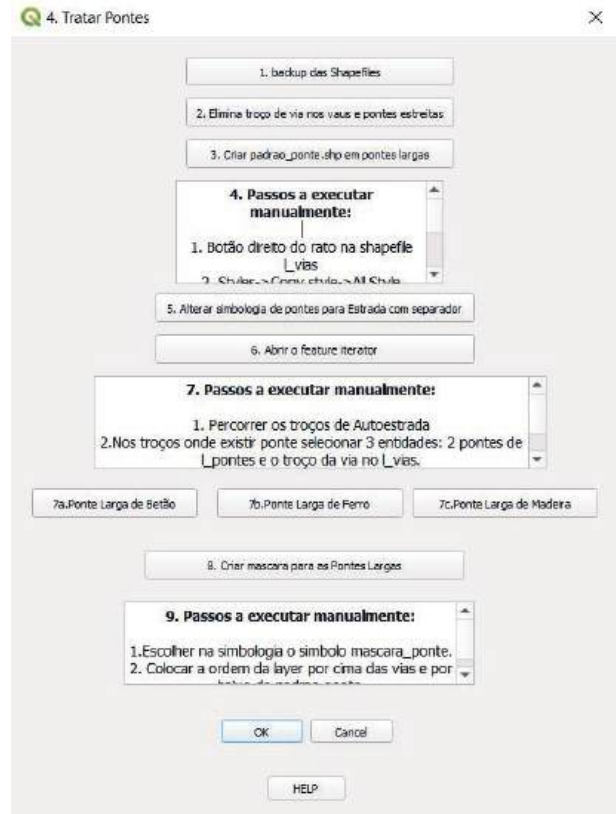 4. Tratar Pontes
1. backup das Shapefiles
2. Elimina troço de via nos vaus e pontes estreitas
3. Criar padrao_ponte.shp em pontes largas
4. Passos a executar
manualmente:
1. Botão direito do rato na shapefile
l_vias
2. Styles->Copy style->All Style
5. Alterar simbologia de pontes para Estrada com separador
6. Abrir o feature iterator
7. Passos a executar manualmente:
1. Percorrer os troços de Autoestrada
2.Nos troços onde existir ponte selecionar 3 entidades: 2 pontes de
l_pontes e o troço da via no l_vias.
7a.Ponte Larga de Betão
7b.Ponte Larga de Ferro
7c.Ponte Larga de Madeira
8. Criar mascara para as Pontes Largas
9. Passos a executar manualmente:
1.Escolher na simbologia o simbolo mascara_ponte.
2. Colocar a ordem da layer por cima das vias e por
OK
Cancel
HELP